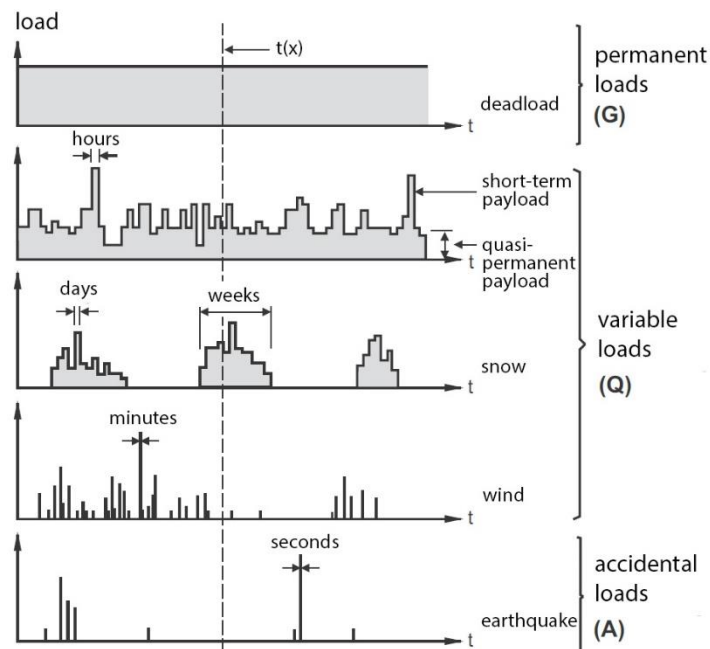 load
t(x)
deadload
t
permanent
loads
(G)
hours
short-term
payload
quasi-
permanent
payload
t
days
weeks
snow
t
variable
loads
(Q)
minutes
wind
t
seconds
earthquake
t
accidental
loads
(A)